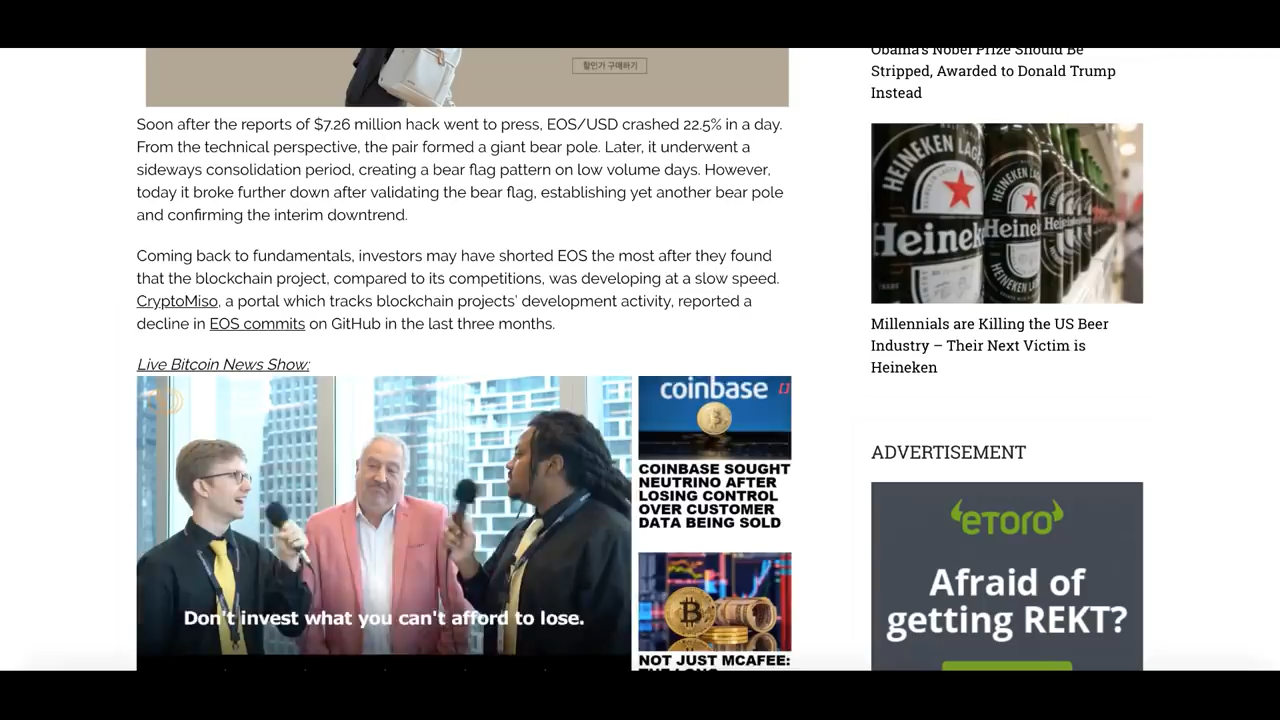 할인가 구매하기
Soon after the reports of $7.26 million hack went to press, EOS/USD crashed 22.5% in a day.
From the technical perspective, the pair formed a giant bear pole. Later, it underwent a
sideways consolidation period, creating a bear flag pattern on low volume days. However,
today it broke further down after validating the bear flag, establishing yet another bear pole
and confirming the interim downtrend.
Coming back to fundamentals, investors may have shorted EOS the most after they found
that the blockchain project, compared to its competitions, was developing at a slow speed.
CryptoMiso, a portal which tracks blockchain projects' development activity, reported a
decline in EOS commits on GitHub in the last three months.
Live Bitcoin News Show:
Don't invest what you can't afford to lose.
coinbase
COINBASE SOUGHT
NEUTRINO AFTER
LOSING CONTROL
OVER CUSTOMER
DATA BEING SOLD
NOT JUST MCAFEE:
Obama's Nobel Prize Should Be
Stripped, Awarded to Donald Trump
Instead
HEINEKEN LAGER
Heineken
HEINEKEN
Heineken
Millennials are Killing the US Beer
Industry – Their Next Victim is
Heineken
ADVERTISEMENT
eToro
Afraid of
getting REKT?